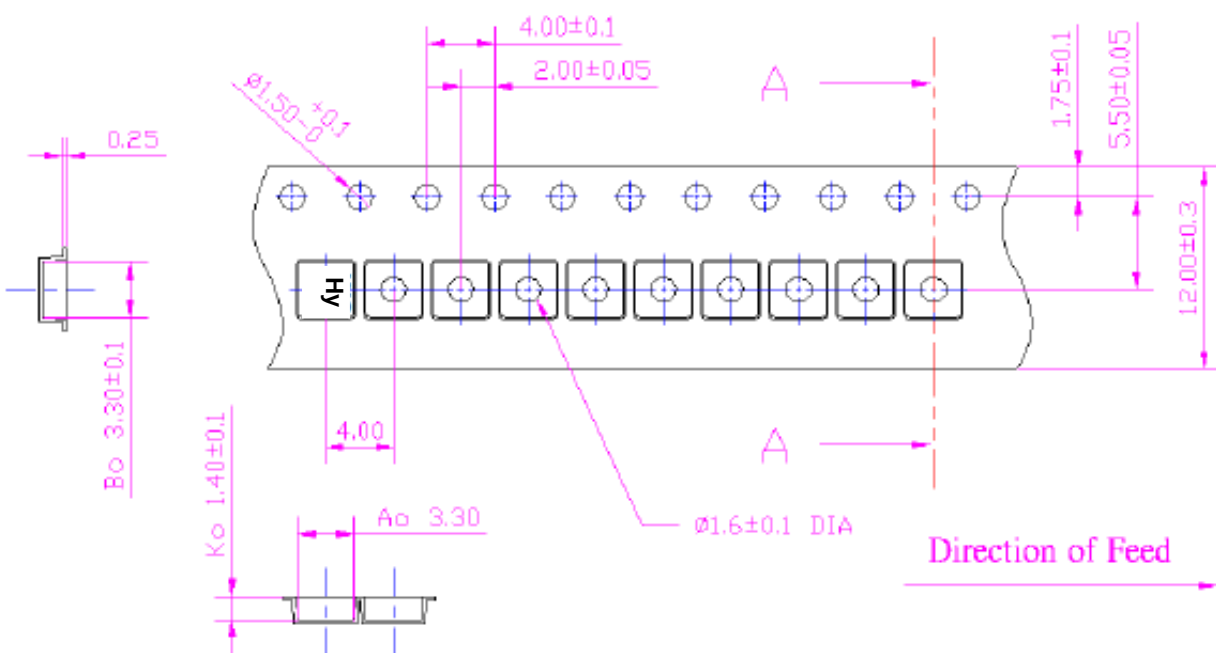 4.00±0.1
2.00±0.05
Ø1.50 +0.1 -0
A
1.75±0.1
5.50±0.05
0.25
12.00±0.3
Hy
Bo 3.30±0.1
4.00
A
Ko 1.40±0.1
Ao 3.30
Ø1.6±0.1 DIA
Direction of Feed